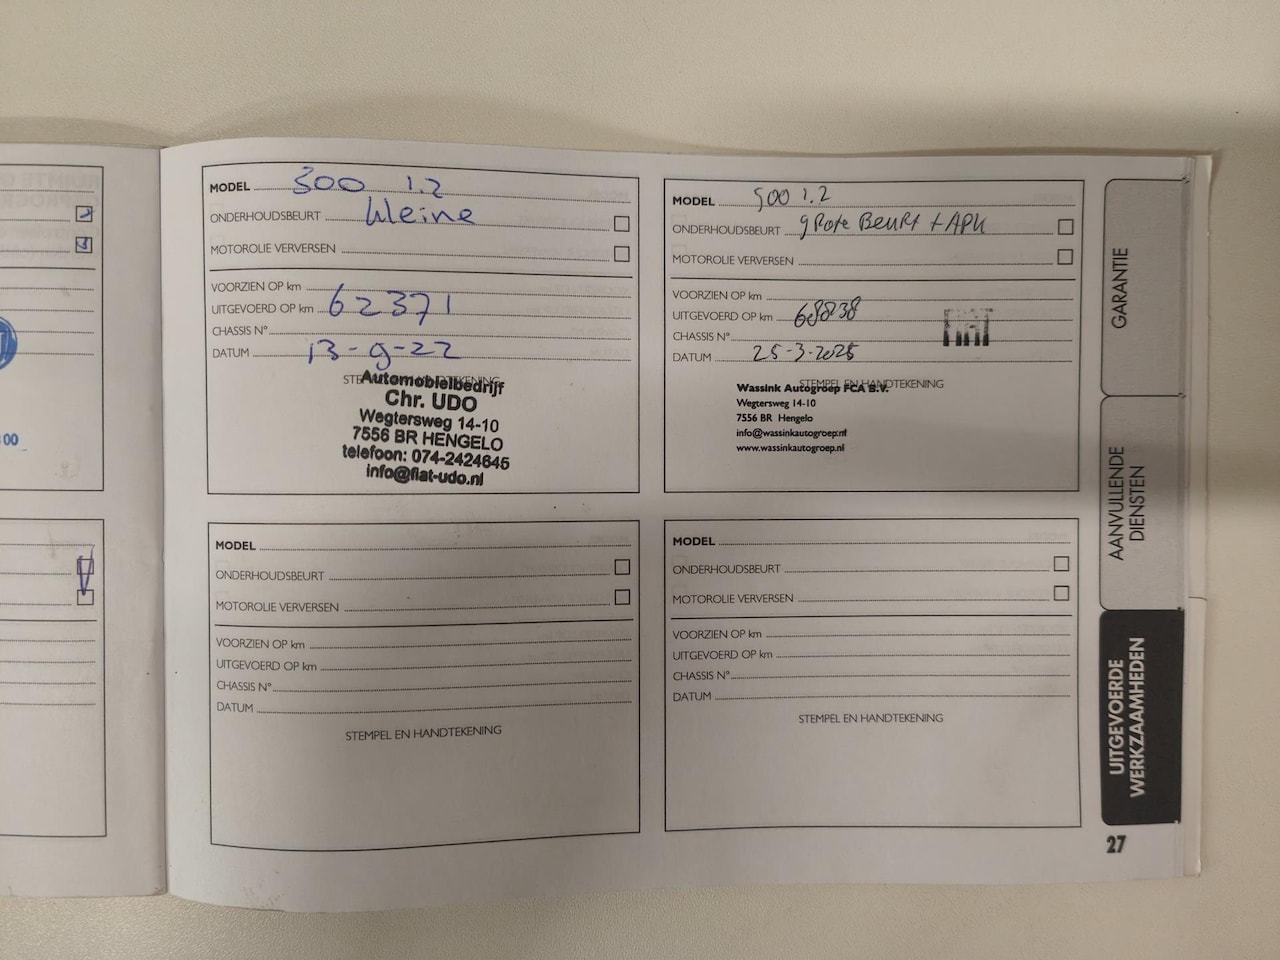 00
MODEL 500 1.2
ONDERHOUDSBEURT kleine
MOTOROLIE VERVERSEN
VOORZIEN OP km
UITGEVOERD OP km 62371
CHASSIS N°
DATUM 13-9-22
STEMPEL EN HANDTEKENING
Automobielbedrijf
Chr. UDO
Wegtersweg 14-10
7556 BR HENGELO
telefoon: 074-2424645
info@fiat-udo.nl
MODEL 500 1.2
ONDERHOUDSBEURT grote Beurt + APK
MOTOROLIE VERVERSEN
VOORZIEN OP km
UITGEVOERD OP km 68838
CHASSIS N°
FIAT
DATUM 25-3-2025
STEMPEL EN HANDTEKENING
Wassink Autogroep FCA B.V.
Wegtersweg 14-10
7556 BR Hengelo
info@wassinkautogroep.nl
www.wassinkautogroep.nl
MODEL
ONDERHOUDSBEURT
MOTOROLIE VERVERSEN
VOORZIEN OP km
UITGEVOERD OP km
CHASSIS N°
DATUM
STEMPEL EN HANDTEKENING
MODEL
ONDERHOUDSBEURT
MOTOROLIE VERVERSEN
VOORZIEN OP km
UITGEVOERD OP km
CHASSIS N°
DATUM
STEMPEL EN HANDTEKENING
GARANTIE
AANVULLENDE
DIENSTEN
UITGEVOERDE
WERKZAAMHEDEN
27